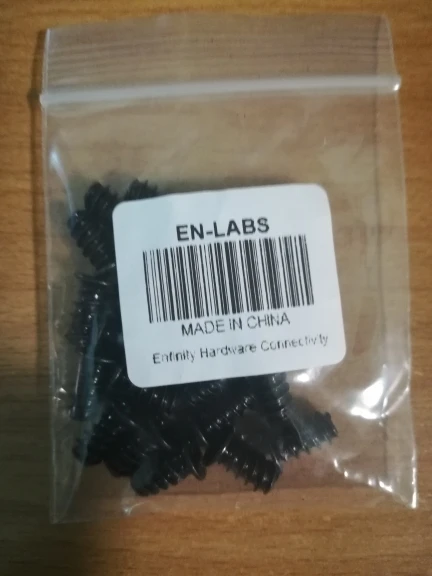 EN-LABS
MADE IN CHINA
Enfinity Hardware Connectivity